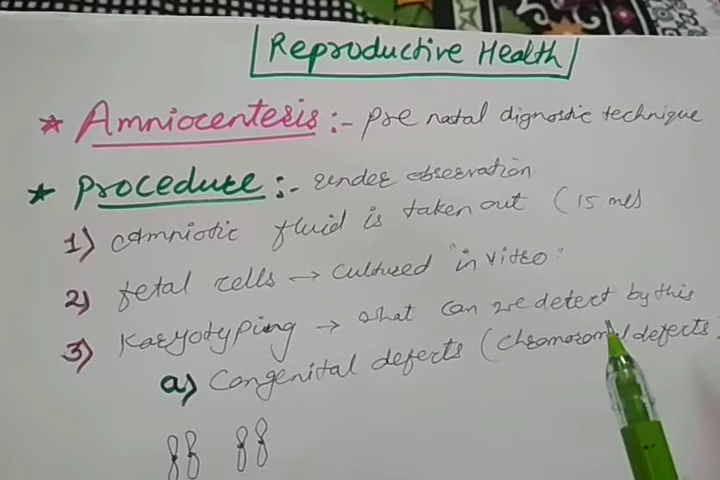 Reproductive Health
* Amniocentesis :- Pre natal dignostic technique
* Procedure :- under observation
1) Amniotic fluid is taken out (15 mls
2) fetal cells → cultured "in vitro"
3) Karyotyping → what can we detect by this
a) Congenital defects (Chromosomal defects.